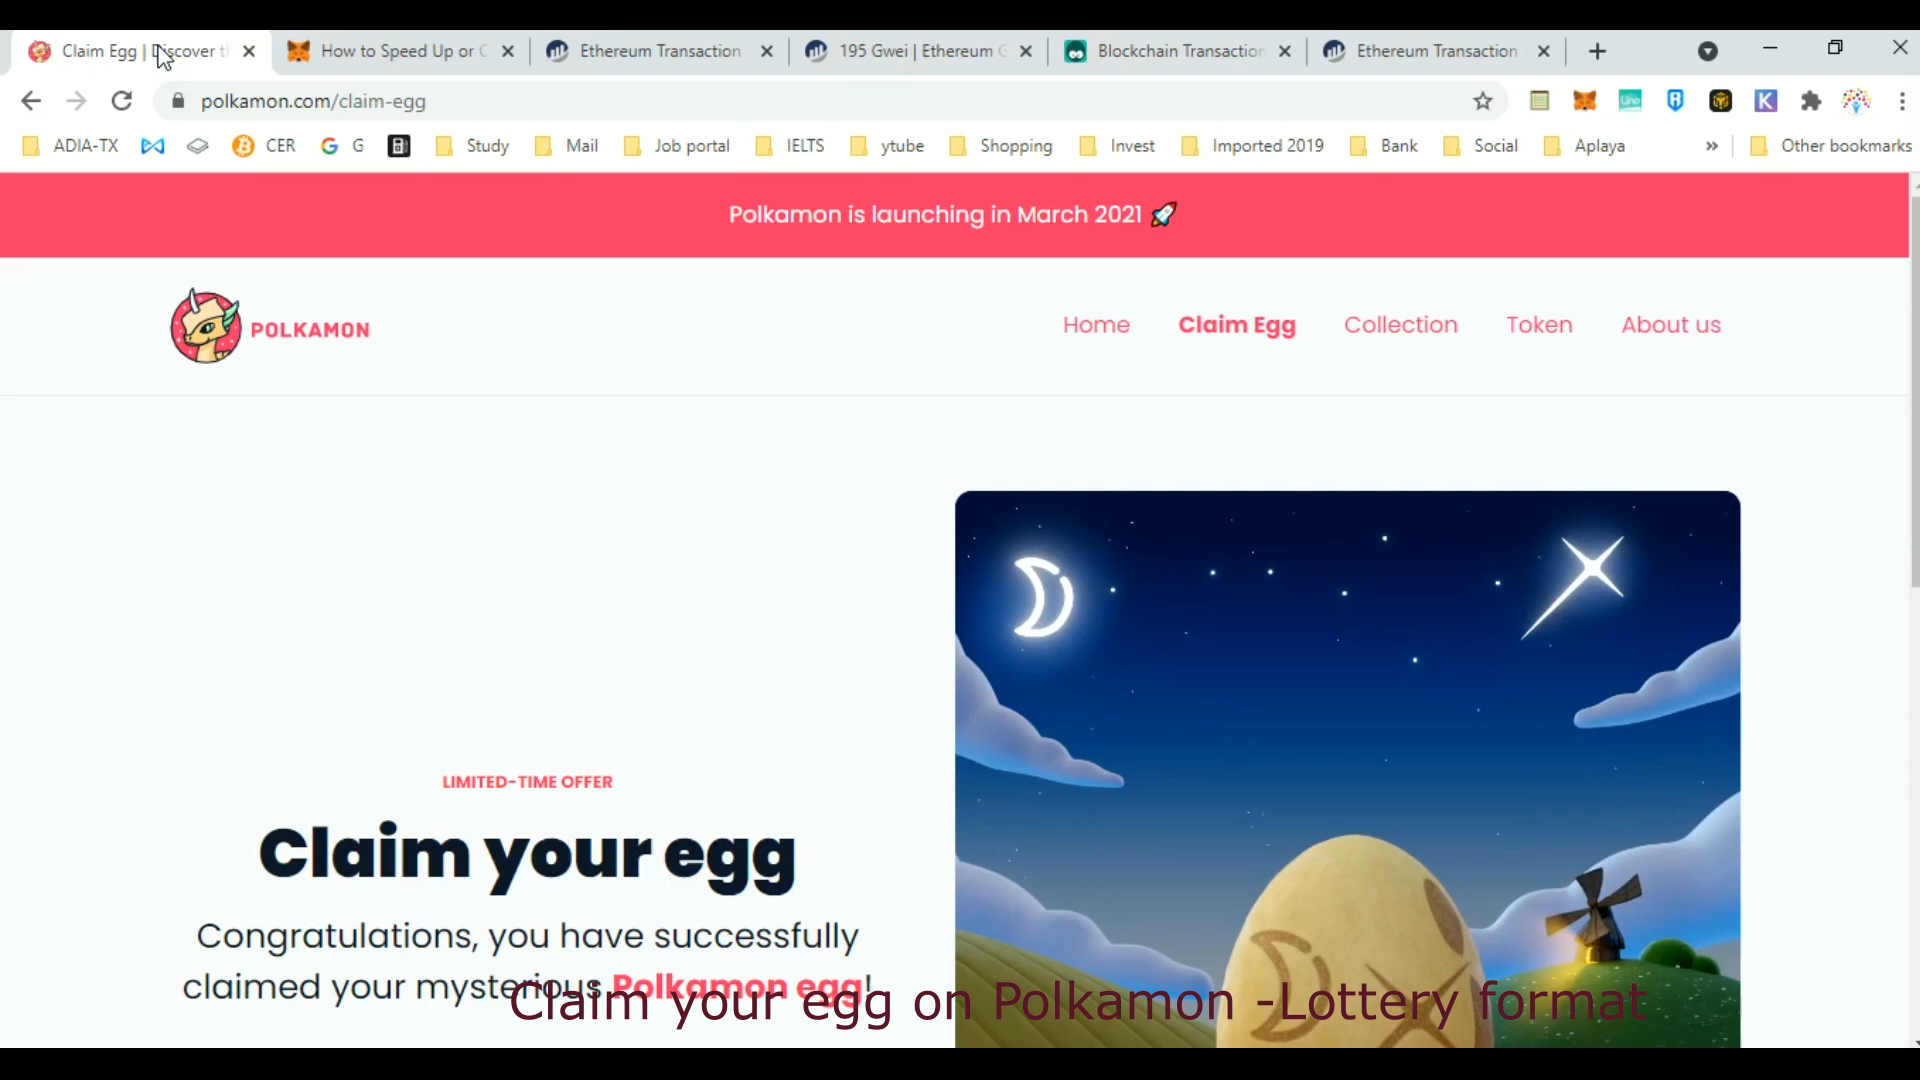 Claim Egg | Discover t
How to Speed Up or C
Ethereum Transaction
195 Gwei | Ethereum G
Blockchain Transaction
Ethereum Transaction
polkamon.com/claim-egg
ADIA-TX
CER
G
Study
Mail
Job portal
IELTS
ytube
Shopping
Invest
Imported 2019
Bank
Social
Aplaya
Other bookmarks
Polkamon is launching in March 2021 🚀
POLKAMON
Home
Claim Egg
Collection
Token
About us
LIMITED-TIME OFFER
Claim your egg
Congratulations, you have successfully
claimed your mysterious Polkamon egg!
Claim your egg on Polkamon -Lottery format